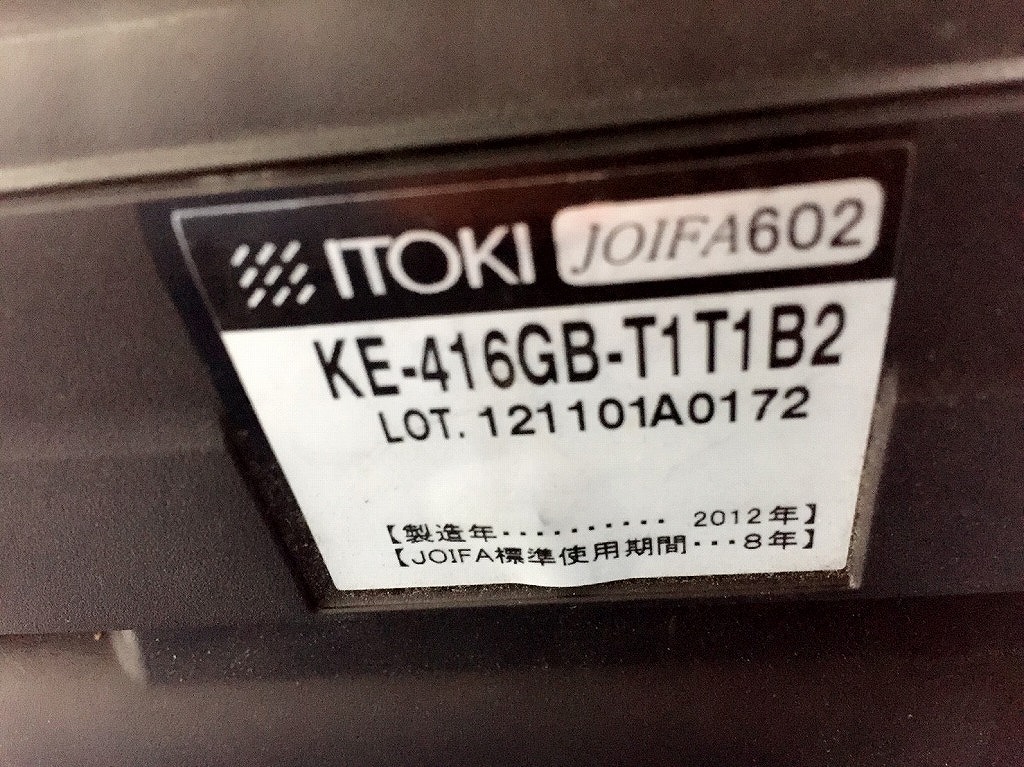 ITOKI JOIFA602
KE-416GB-T1T1B2
LOT. 121101A0172
【製造年·········· 2012年】
【JOIFA標準使用期間···8年】